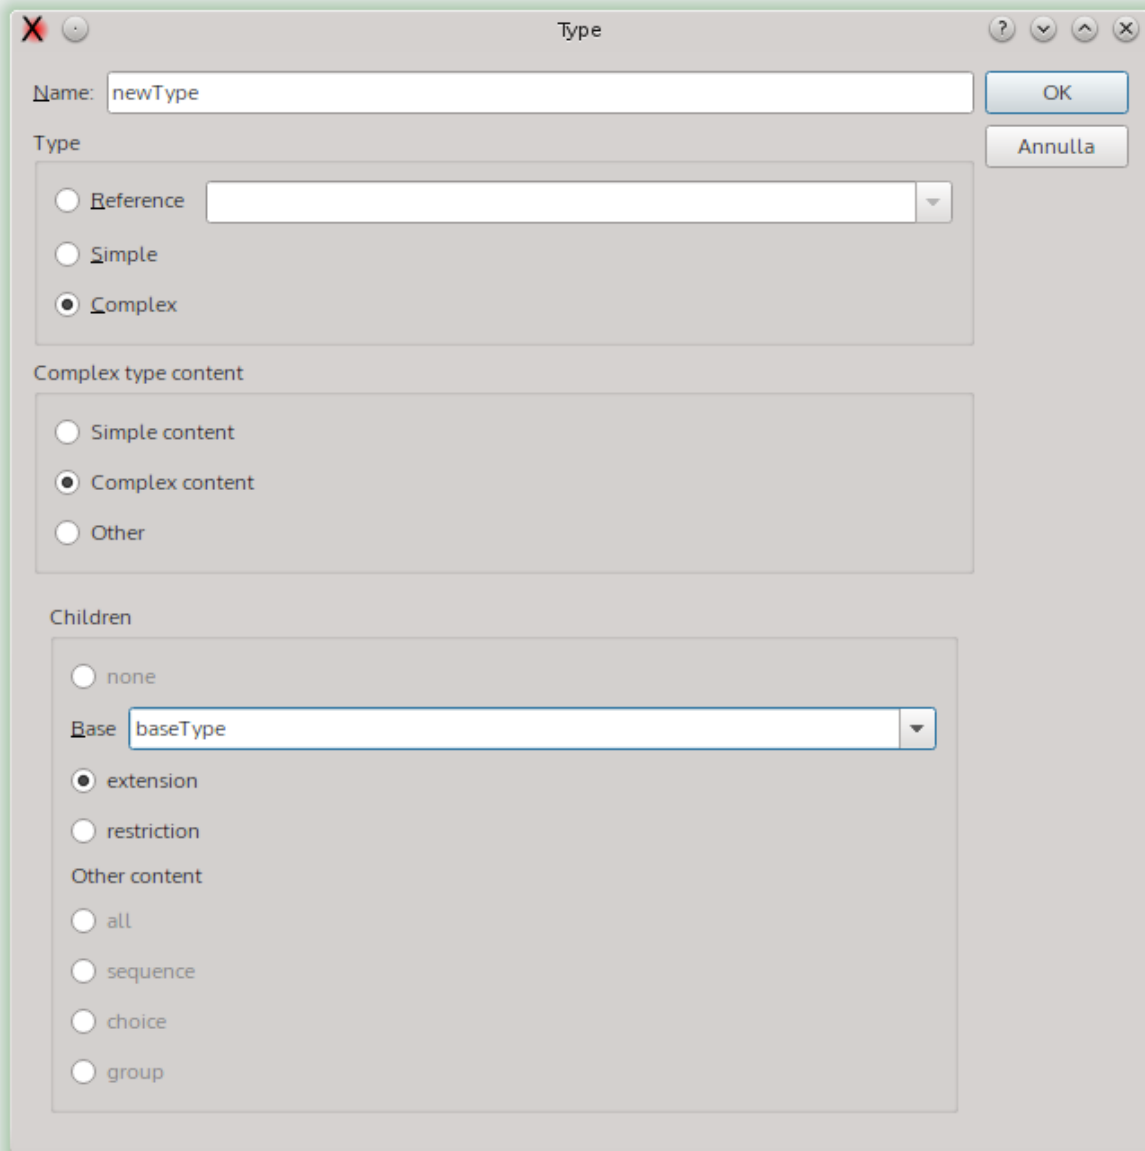 Type
Name: newType
OK
Type
Annulla
Reference
Simple
Complex
Complex type content
Simple content
Complex content
Other
Children
none
Base baseType
extension
restriction
Other content
all
sequence
choice
group